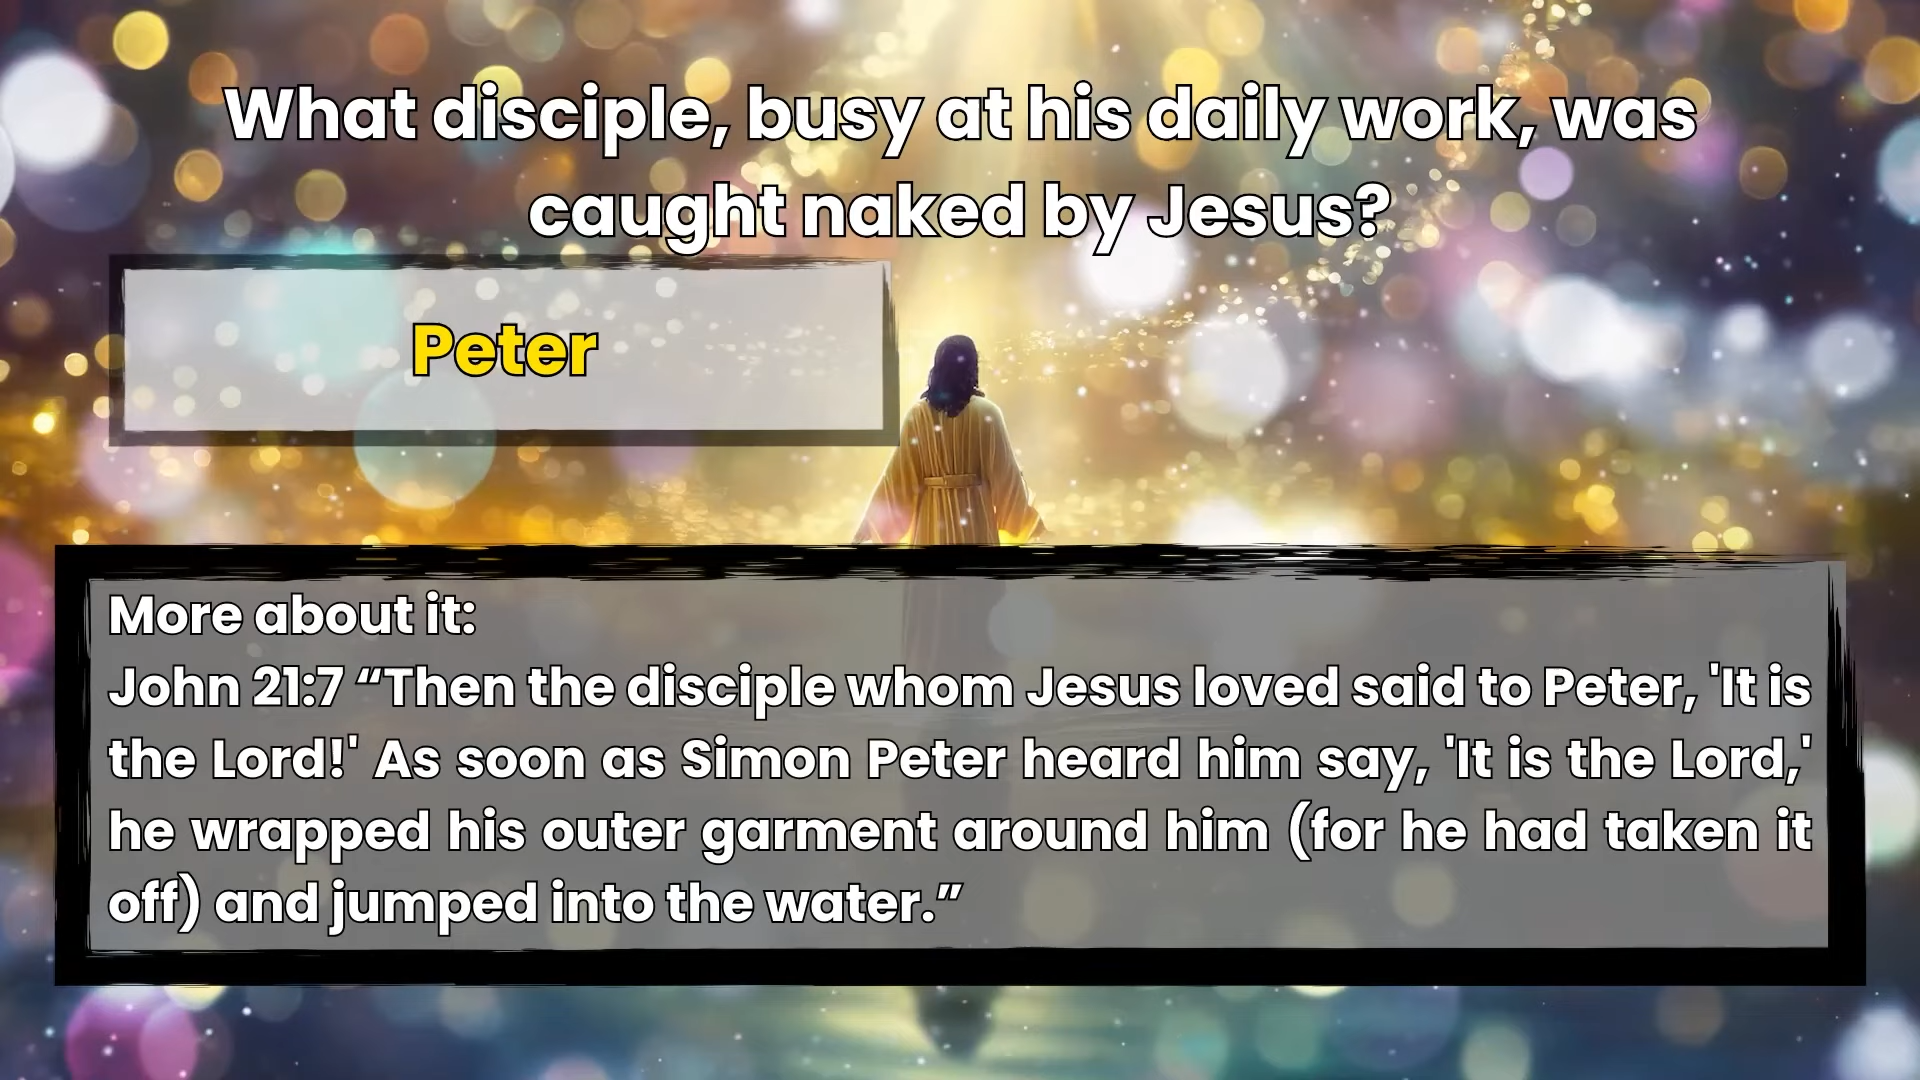 What disciple, busy at his daily work, was
caught naked by Jesus?
Peter
More about it:
John 21:7 “Then the disciple whom Jesus loved said to Peter, 'It is
the Lord!' As soon as Simon Peter heard him say, 'It is the Lord,'
he wrapped his outer garment around him (for he had taken it
off) and jumped into the water.”